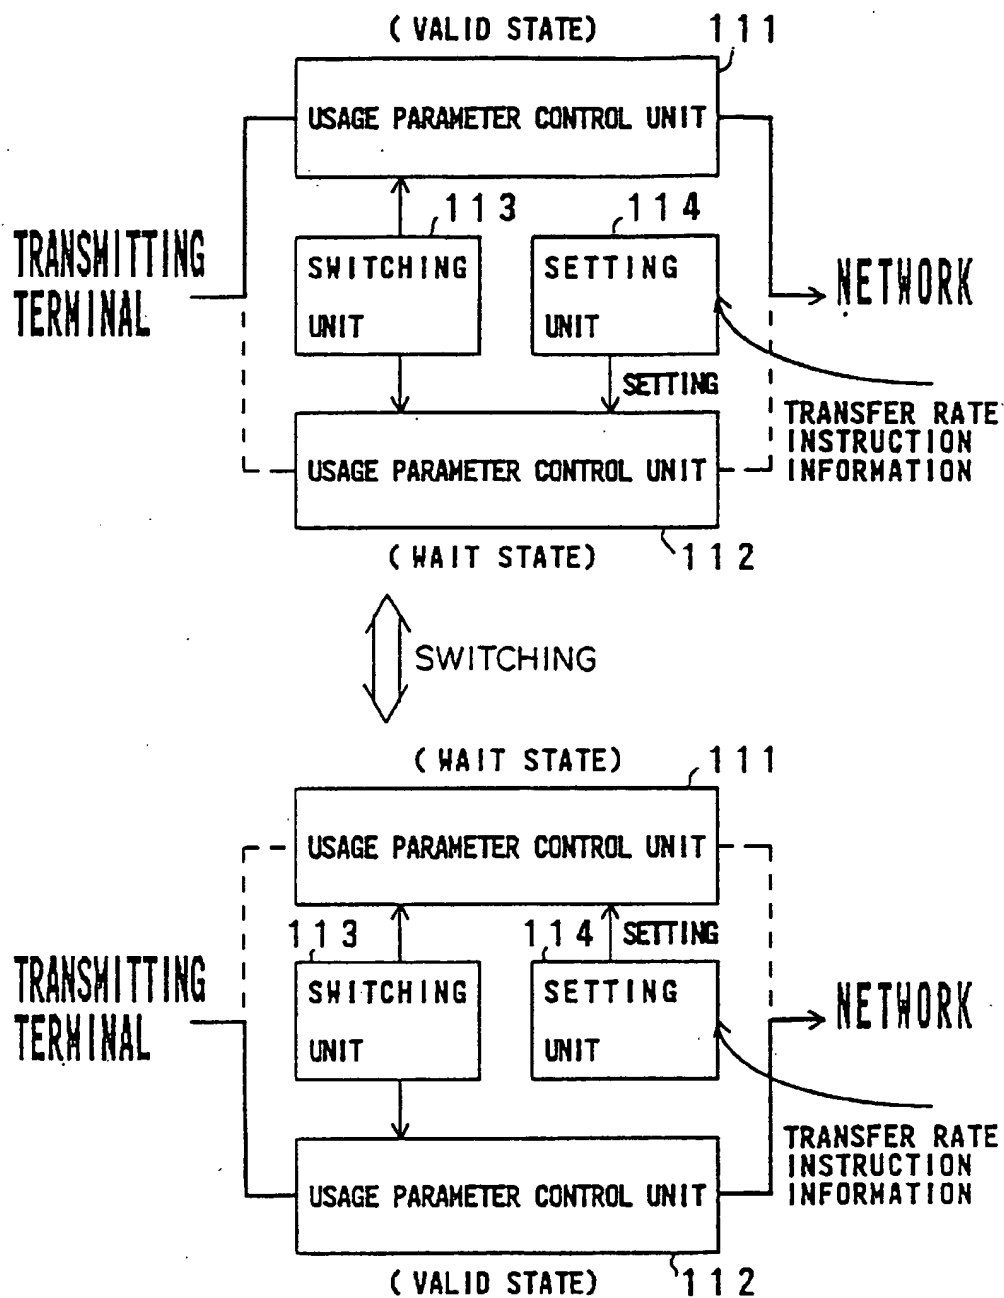 ( VALID STATE)
111
USAGE PARAMETER CONTROL UNIT
113
114
TRANSMITTING
TERMINAL
SWITCHING
UNIT
SETTING
UNIT
NETWORK
SETTING
TRANSFER RATE
INSTRUCTION
INFORMATION
USAGE PARAMETER CONTROL UNIT
( WAIT STATE)
112
SWITCHING
( WAIT STATE)
111
USAGE PARAMETER CONTROL UNIT
113
114
SETTING
TRANSMITTING
TERMINAL
SWITCHING
UNIT
SETTING
UNIT
NETWORK
TRANSFER RATE
INSTRUCTION
INFORMATION
USAGE PARAMETER CONTROL UNIT
( VALID STATE)
112